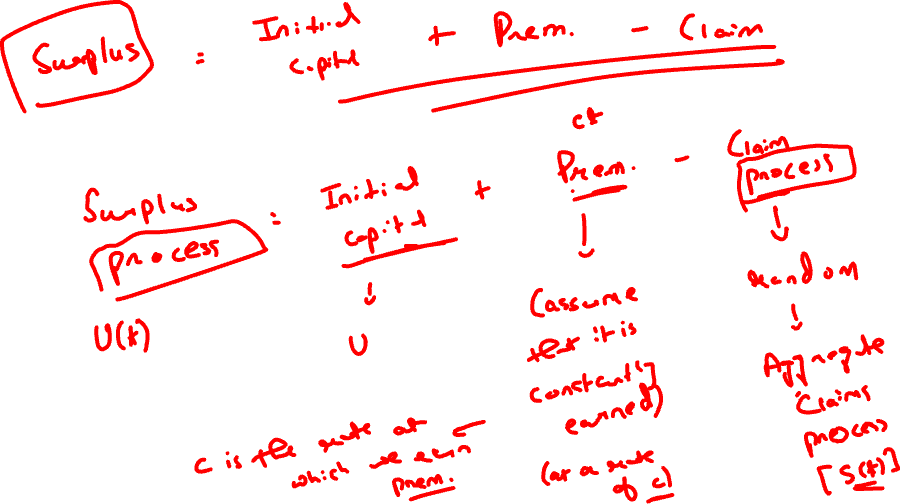 Surplus = Initial capital + Prem. - Claim
Surplus process = Initial capital + Prem. - Claim process
ct
U(t)
U
(assume
that it is
constantly
earned)
(at a rate
of c)
random
Aggregate
Claims
process
[S(t)]
c is the rate at
which we earn
prem.